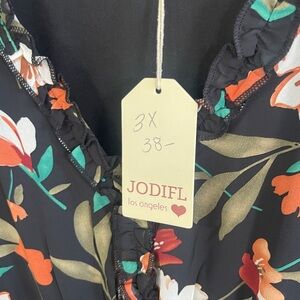 3X
38-
JODIFL
los angeles